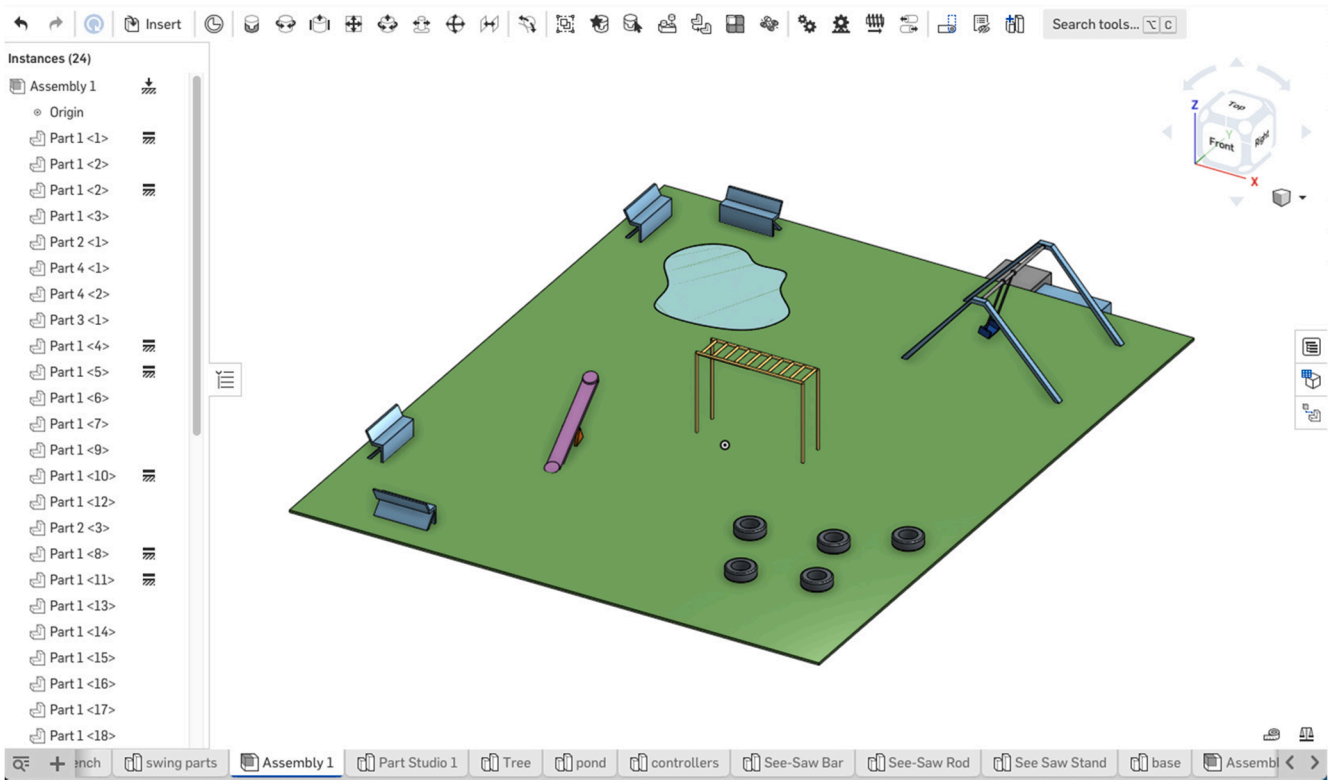 Insert
Search tools... ⌥ C
Instances (24)
Assembly 1
Origin
Part 1 <1>
Part 1 <2>
Part 1 <2>
Part 1 <3>
Part 2 <1>
Part 4 <1>
Part 4 <2>
Part 3 <1>
Part 1 <4>
Part 1 <5>
Part 1 <6>
Part 1 <7>
Part 1 <9>
Part 1 <10>
Part 1 <12>
Part 2 <3>
Part 1 <8>
Part 1 <11>
Part 1 <13>
Part 1 <14>
Part 1 <15>
Part 1 <16>
Part 1 <17>
Part 1 <18>
Z
Top
Y
Front
Right
X
ench swing parts Assembly 1 Part Studio 1 Tree pond controllers See-Saw Bar See-Saw Rod See Saw Stand base Assembl